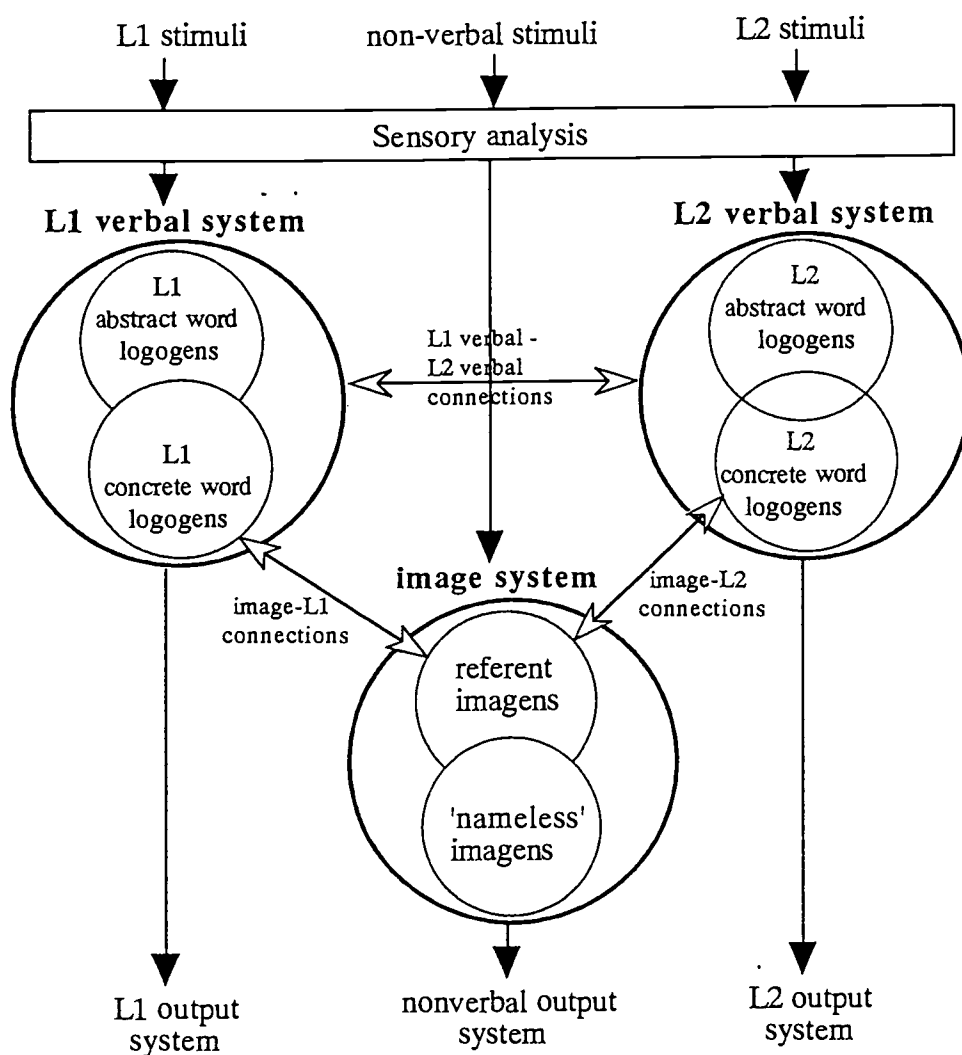 L1 stimuli
non-verbal stimuli
L2 stimuli
Sensory analysis
L1 verbal system
L2 verbal system
L1
abstract word
logogens
L1
concrete word
logogens
L1 verbal -
L2 verbal
connections
L2
abstract word
logogens
L2
concrete word
logogens
image-L1
connections
image system
image-L2
connections
referent
imagens
'nameless'
imagens
L1 output
system
nonverbal output
system
L2 output
system